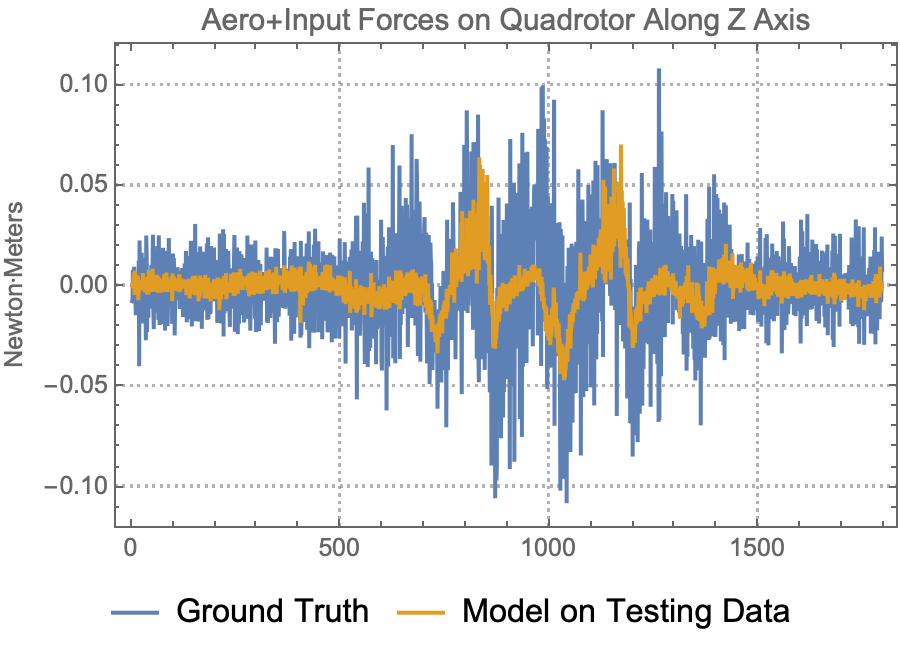 Aero+Input Forces on Quadrotor Along Z Axis
Newton·Meters
0.10
0.05
0.00
−0.05
−0.10
0 500 1000 1500
Ground Truth Model on Testing Data